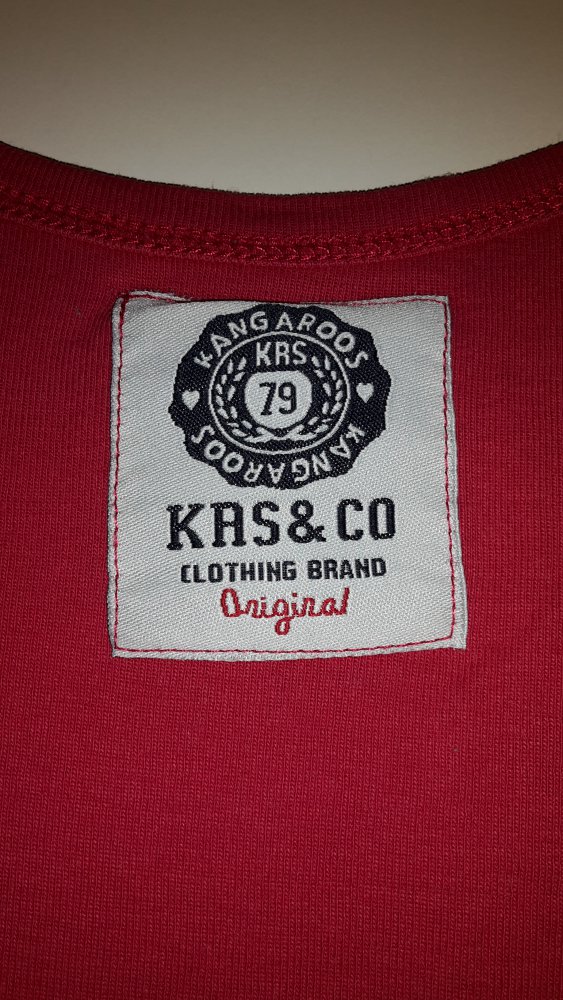 KANGAROOS
KRS
79
KANGAROOS
KRS&CO
CLOTHING BRAND
Original